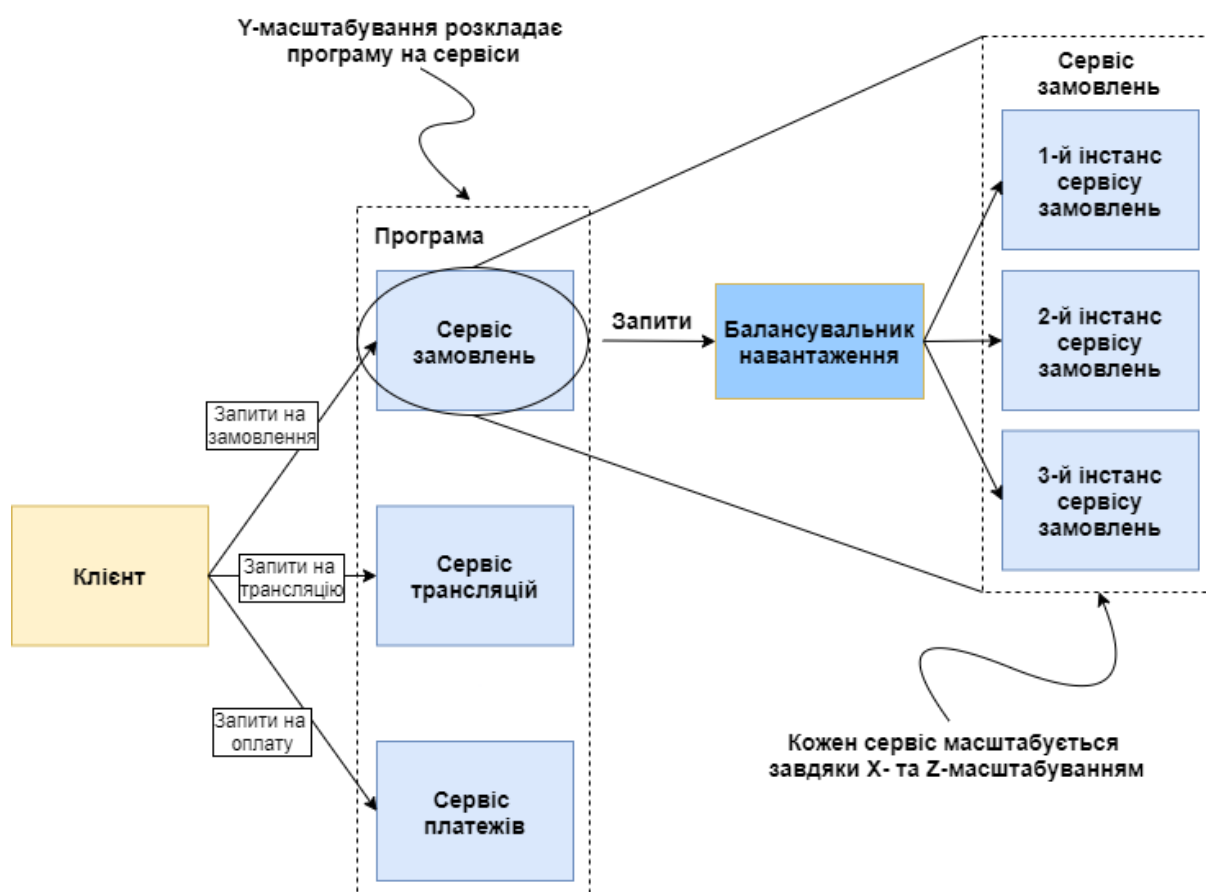 Y-масштабування розкладає
програму на сервіси
Сервіс
замовлень
1-й інстанс
сервісу
замовлень
Програма
Сервіс
замовлень
Запити
Балансувальник
навантаження
2-й інстанс
сервісу
замовлень
Запити на
замовлення
3-й інстанс
сервісу
замовлень
Клієнт
Запити на
трансляцію
Сервіс
трансляцій
Запити на
оплату
Сервіс
платежів
Кожен сервіс масштабується
завдяки X- та Z-масштабуванням